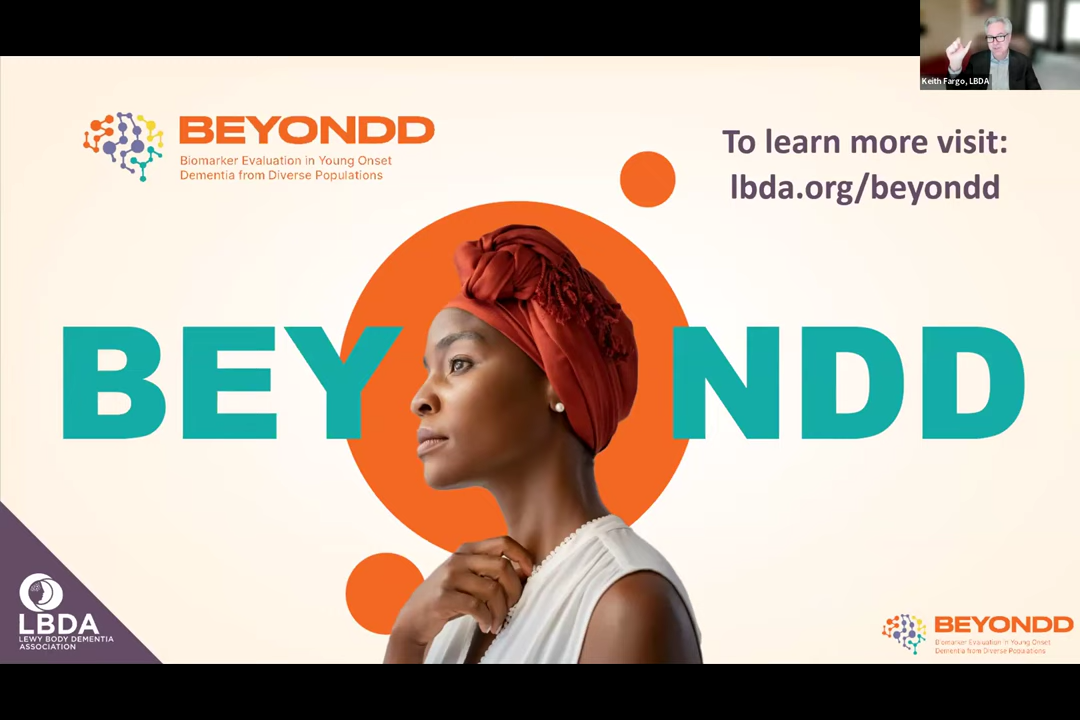 Keith Fargo, LBDA
BEYONDD
Biomarker Evaluation in Young Onset
Dementia from Diverse Populations
To learn more visit:
lbda.org/beyondd
BEY NDD
LBDA
LEWY BODY DEMENTIA
ASSOCIATION
BEYONDD
Biomarker Evaluation in Young Onset
Dementia from Diverse Populations